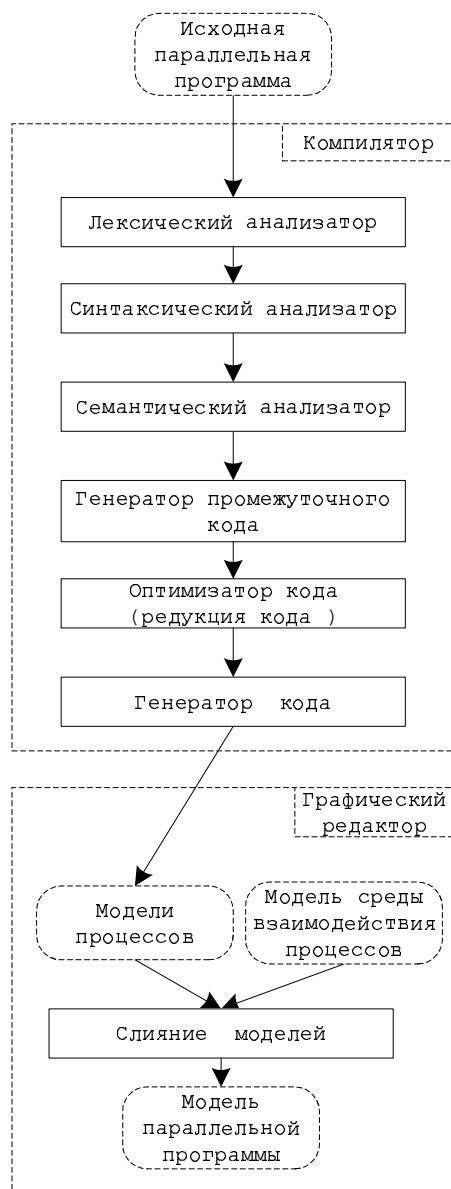 Исходная
параллельная
программа
Компилятор
Лексический анализатор
Синтаксический анализатор
Семантический анализатор
Генератор промежуточного
кода
Оптимизатор кода
(редукция кода )
Генератор кода
Графический
редактор
Модели
процессов
Модель среды
взаимодействия
процессов
Слияние моделей
Модель
параллельной
программы